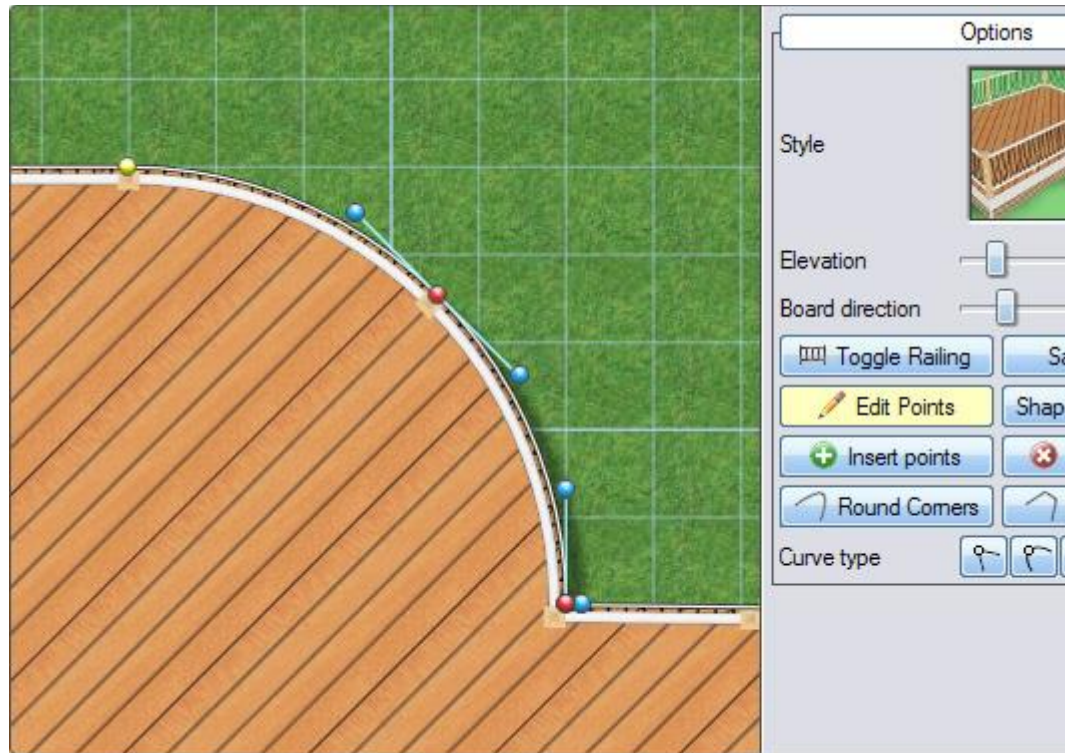 Options
Style
Elevation
Board direction
Toggle Railing
Edit Points
Insert points
Round Corners
Curve type